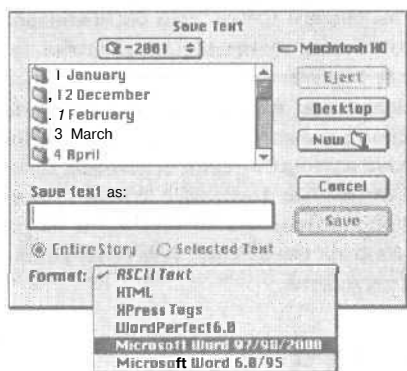 Save Text
-2001
Macintosh HD
1 January
, 12 December
. 1 February
3 March
4 April
Eject
Desktop
New
Save text as:
Cancel
Save
Entire Story
Selected Text
Format:
✓ ASCII Text
HTML
XPress Tags
WordPerfect 6.0
Microsoft Word 97/98/2000
Microsoft Word 6.0/95